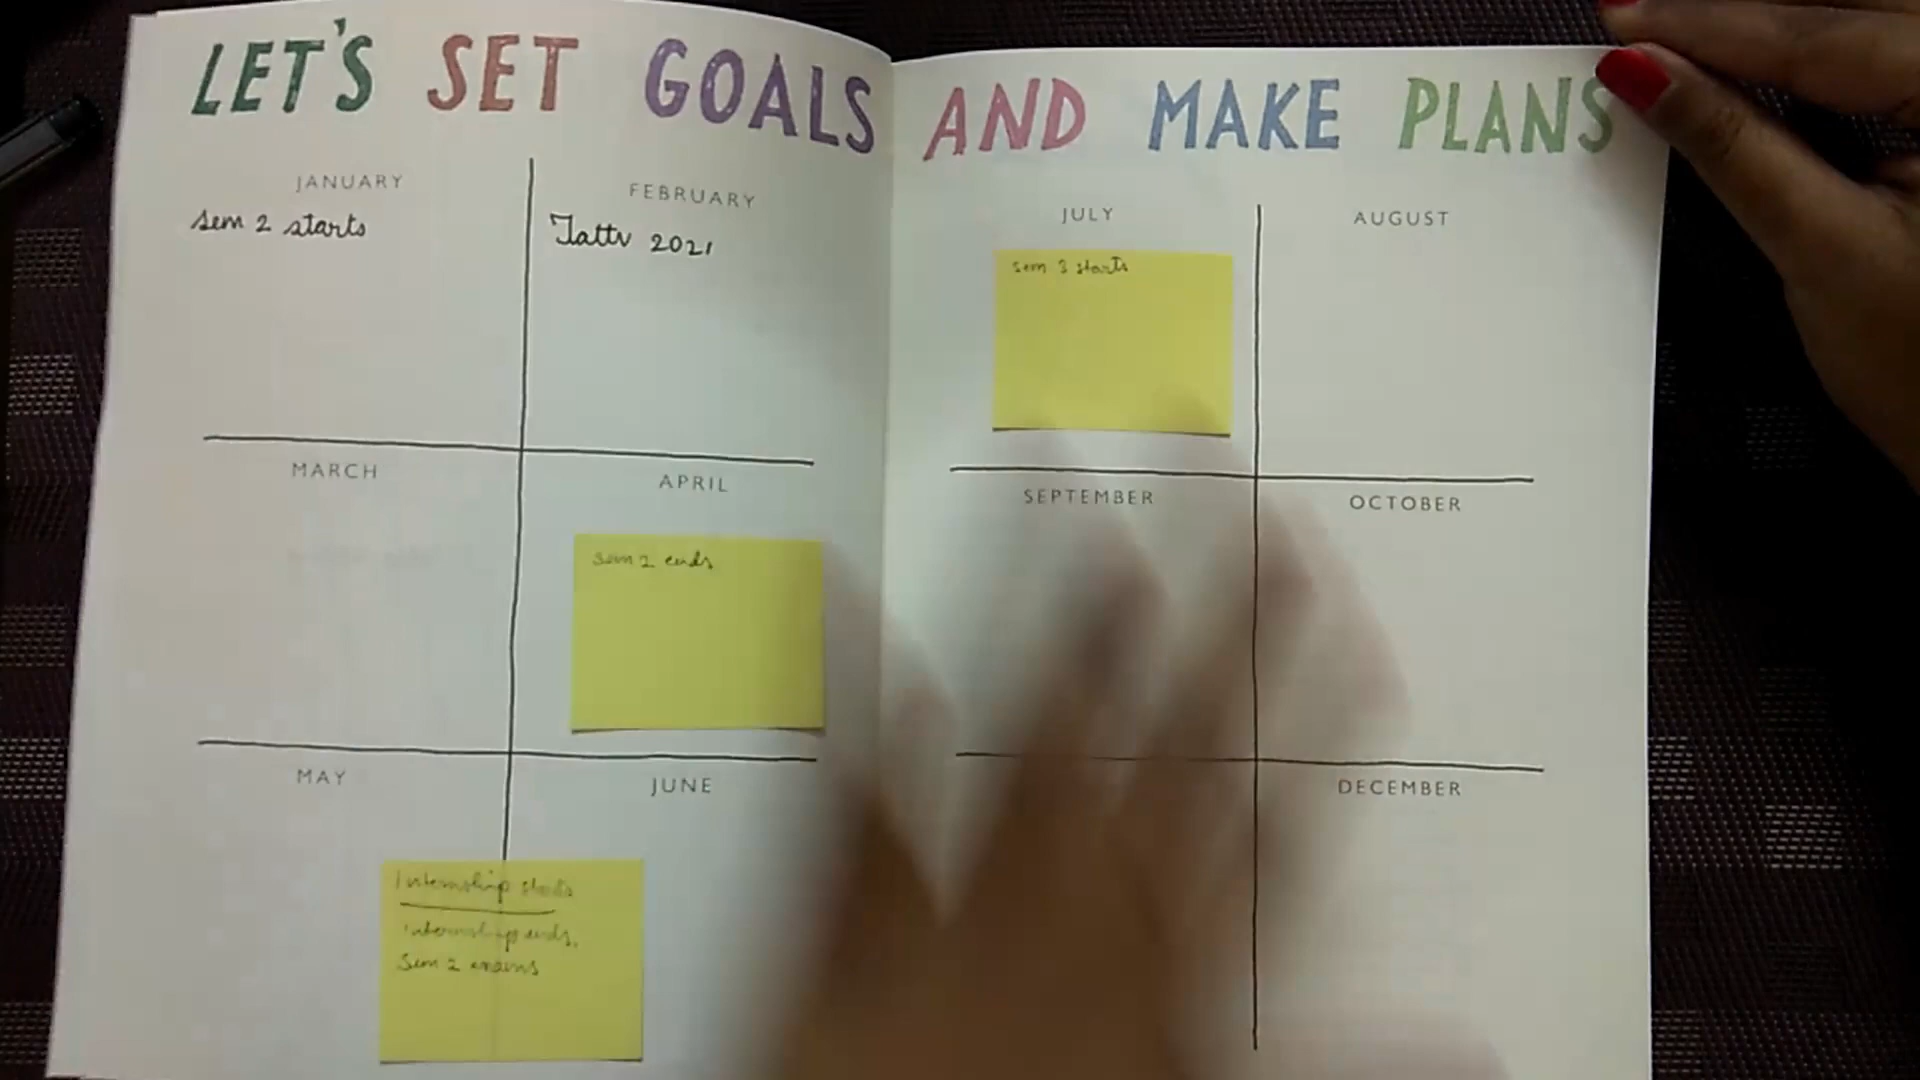 LET'S SET GOALS AND MAKE PLANS
JANUARY
sem 2 starts
FEBRUARY
Tattv 2021
MARCH
APRIL
sem 2 ends
MAY
JUNE
Internship starts
Internship ends,
Sem 2 exams
JULY
sem 3 starts
AUGUST
SEPTEMBER
OCTOBER
DECEMBER